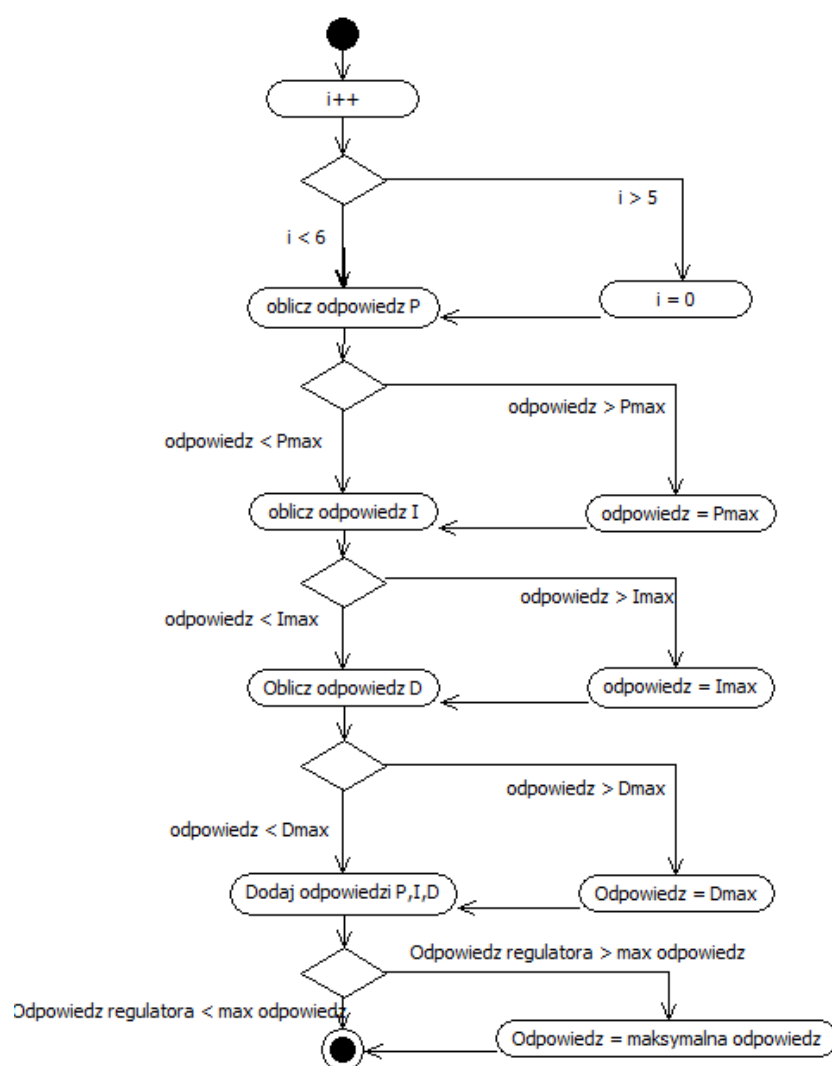 i++
i > 5
i < 6
oblicz odpowiedz P
i = 0
odpowiedz > Pmax
odpowiedz < Pmax
oblicz odpowiedz I
odpowiedz = Pmax
odpowiedz > Imax
odpowiedz < Imax
Oblicz odpowiedz D
odpowiedz = Imax
odpowiedz > Dmax
odpowiedz < Dmax
Dodaj odpowiedzi P,I,D
Odpowiedz = Dmax
Odpowiedz regulatora > max odpowiedz
Odpowiedz regulatora < max odpowiedz
Odpowiedz = maksymalna odpowiedz